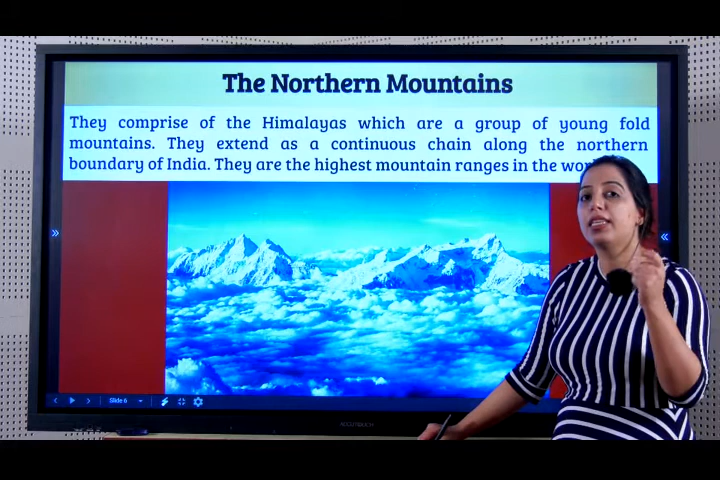 The Northern Mountains
They comprise of the Himalayas which are a group of young fold
mountains. They extend as a continuous chain along the northern
boundary of India. They are the highest mountain ranges in the
Slide 6